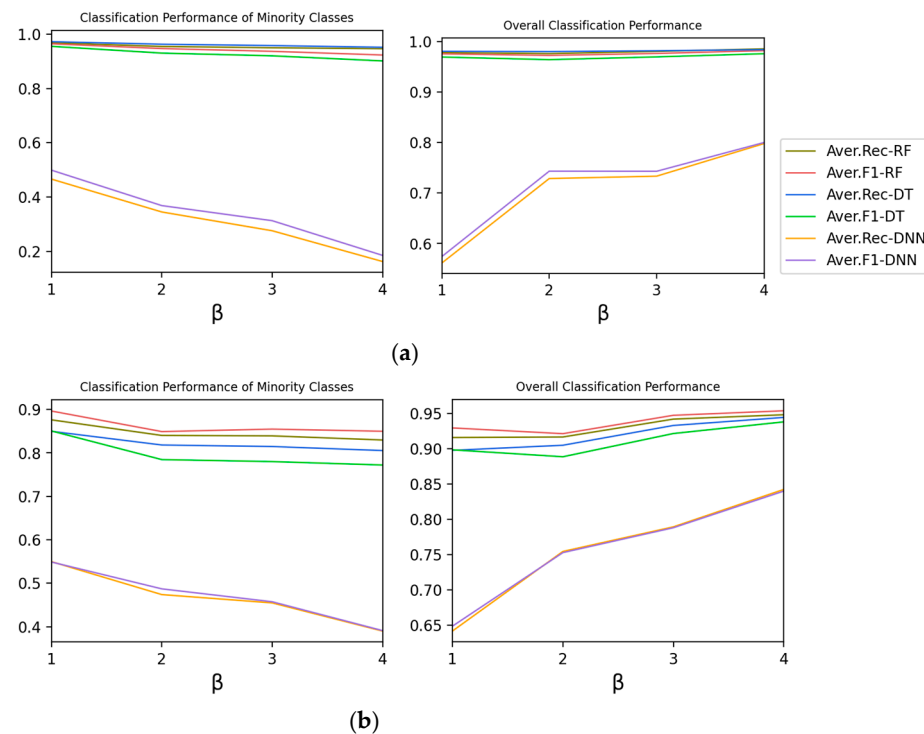 Classification Performance of Minority Classes
1.0
0.8
0.6
0.4
0.2
1 2 3 4
β
Overall Classification Performance
1.0
0.9
0.8
0.7
0.6
1 2 3 4
β
Aver.Rec-RF
Aver.F1-RF
Aver.Rec-DT
Aver.F1-DT
Aver.Rec-DNN
Aver.F1-DNN
(a)
Classification Performance of Minority Classes
0.9
0.8
0.7
0.6
0.5
0.4
1 2 3 4
β
Overall Classification Performance
0.95
0.90
0.85
0.80
0.75
0.70
0.65
1 2 3 4
β
(b)